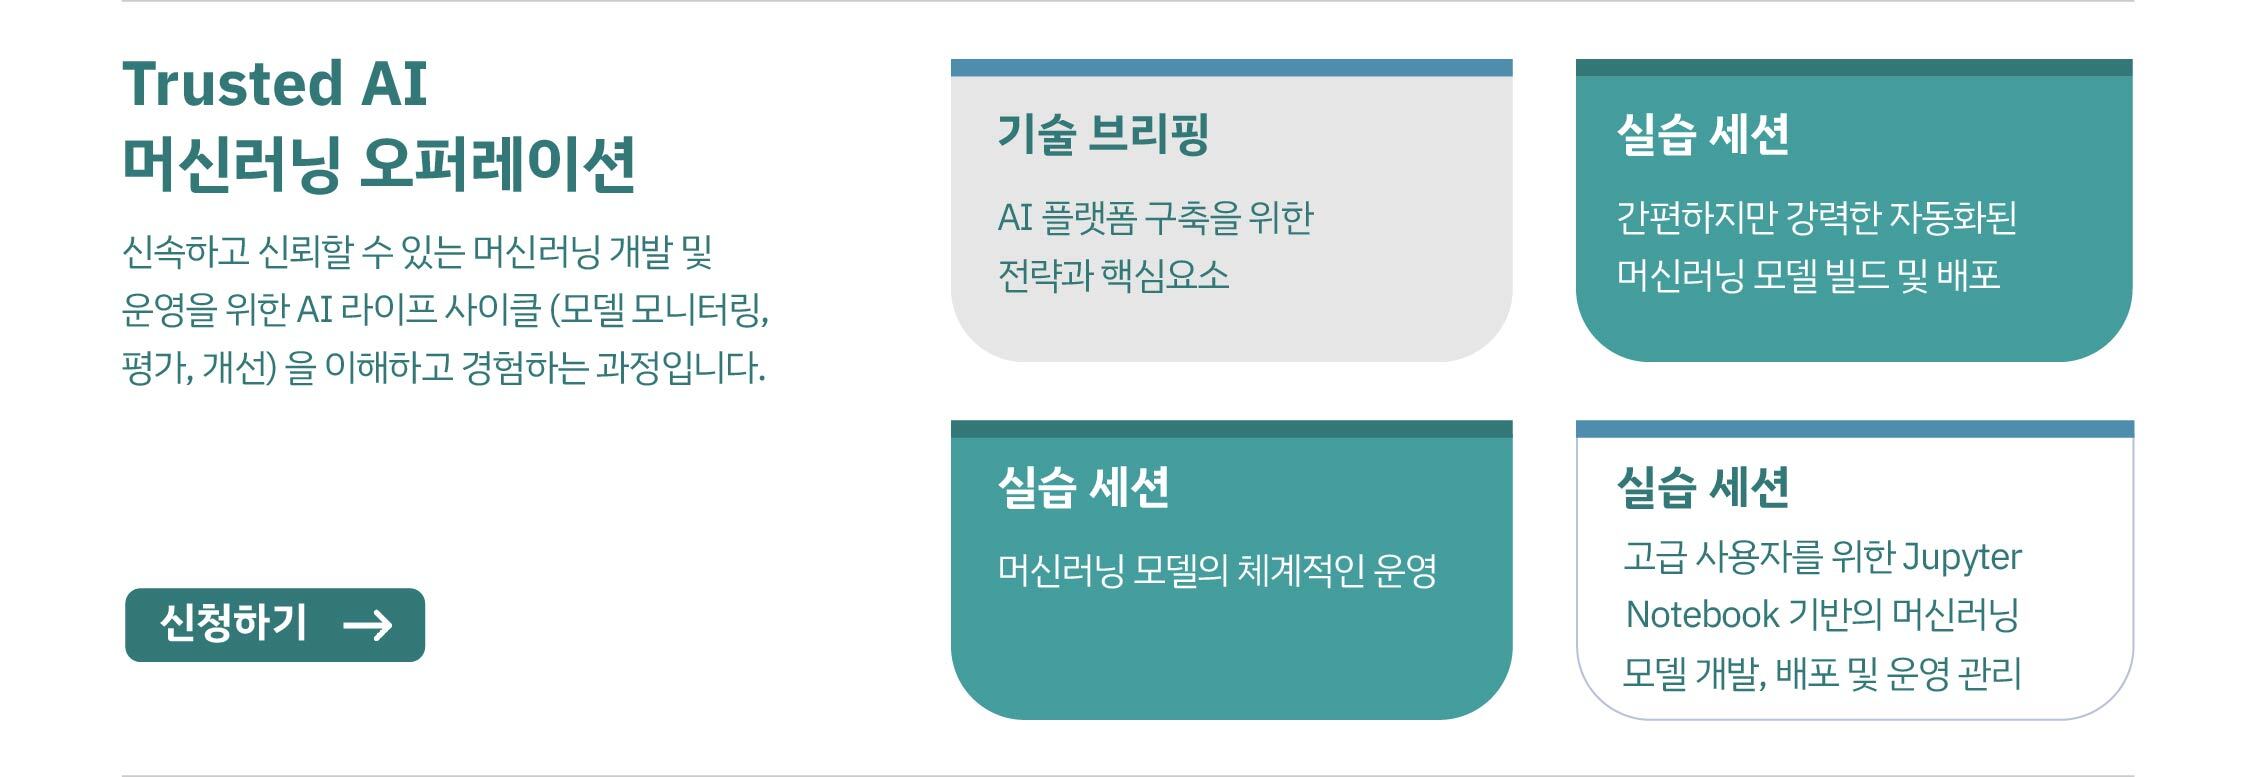 Trusted AI
머신러닝 오퍼레이션
신속하고 신뢰할 수 있는 머신러닝 개발 및
운영을 위한 AI 라이프 사이클 (모델 모니터링,
평가, 개선) 을 이해하고 경험하는 과정입니다.
신청하기
기술 브리핑
AI 플랫폼 구축을 위한
전략과 핵심요소
실습 세션
간편하지만 강력한 자동화된
머신러닝 모델 빌드 및 배포
실습 세션
머신러닝 모델의 체계적인 운영
실습 세션
고급 사용자를 위한 Jupyter
Notebook 기반의 머신러닝
모델 개발, 배포 및 운영 관리